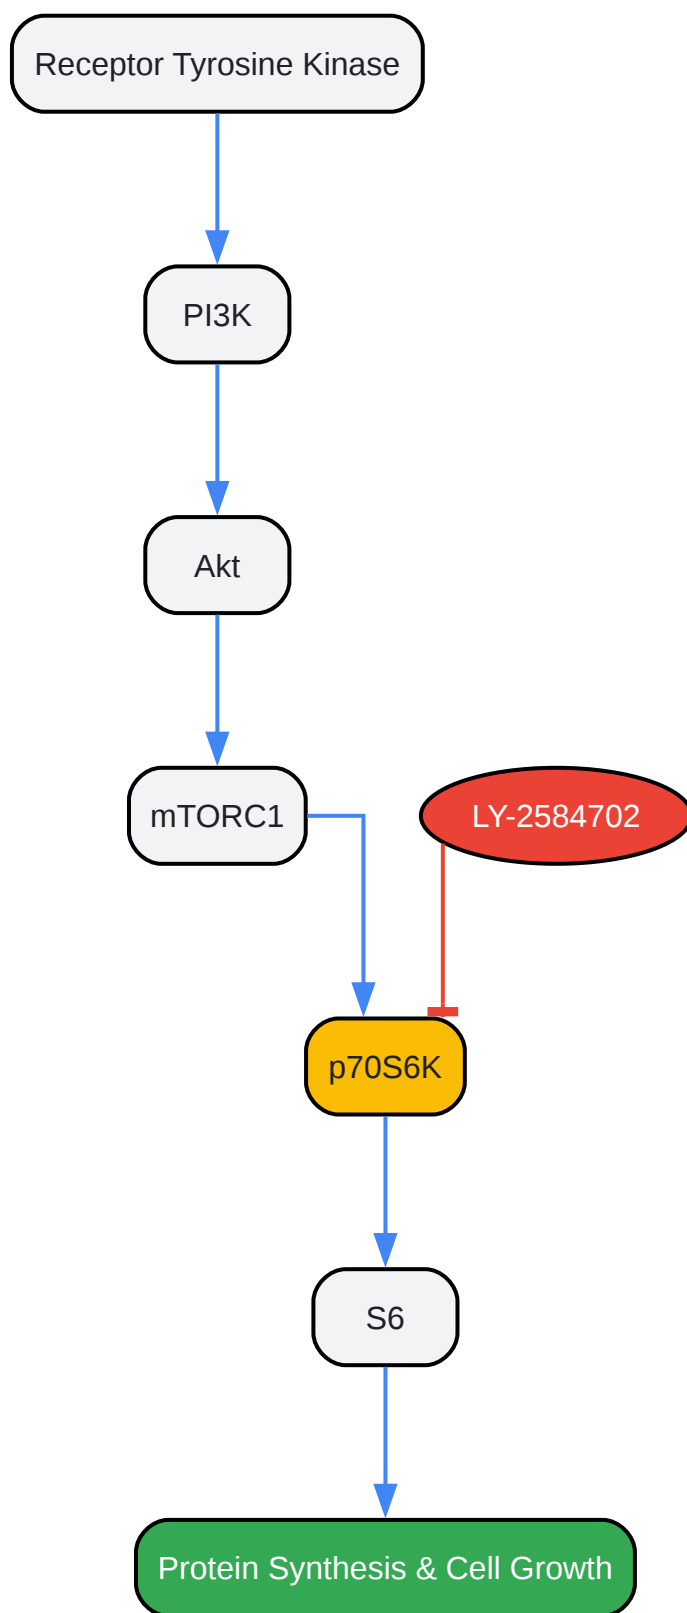 Receptor Tyrosine Kinase
PI3K
Akt
mTORC1
LY-2584702
p70S6K
S6
Protein Synthesis & Cell Growth